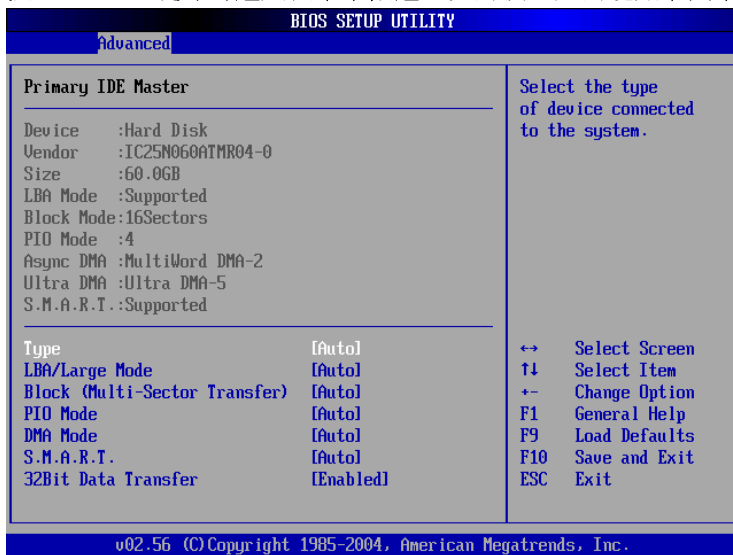 BIOS SETUP UTILITY
Advanced
Primary IDE Master
Device :Hard Disk
Vendor :IC25N060ATMR04-0
Size :60.0GB
LBA Mode :Supported
Block Mode:16Sectors
PIO Mode :4
Async DMA :MultiWord DMA-2
Ultra DMA :Ultra DMA-5
S.M.A.R.T.:Supported
Type [Auto]
LBA/Large Mode [Auto]
Block (Multi-Sector Transfer) [Auto]
PIO Mode [Auto]
DMA Mode [Auto]
S.M.A.R.T. [Auto]
32Bit Data Transfer [Enabled]
Select the type
of device connected
to the system.
↔ Select Screen
↑↓ Select Item
+- Change Option
F1 General Help
F9 Load Defaults
F10 Save and Exit
ESC Exit
v02.56 (C)Copyright 1985-2004, American Megatrends, Inc.